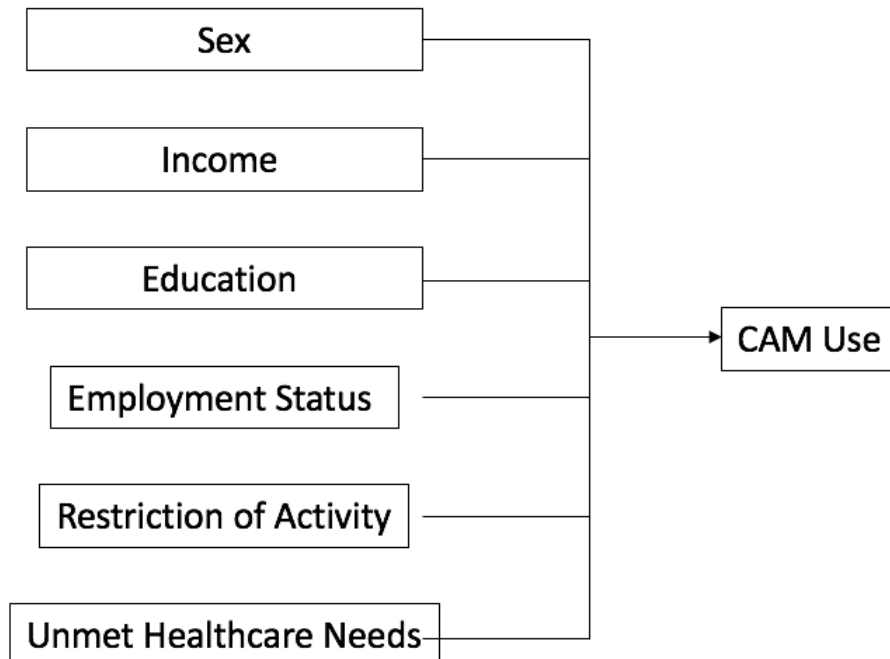 Sex
Income
Education
CAM Use
Employment Status
Restriction of Activity
Unmet Healthcare Needs